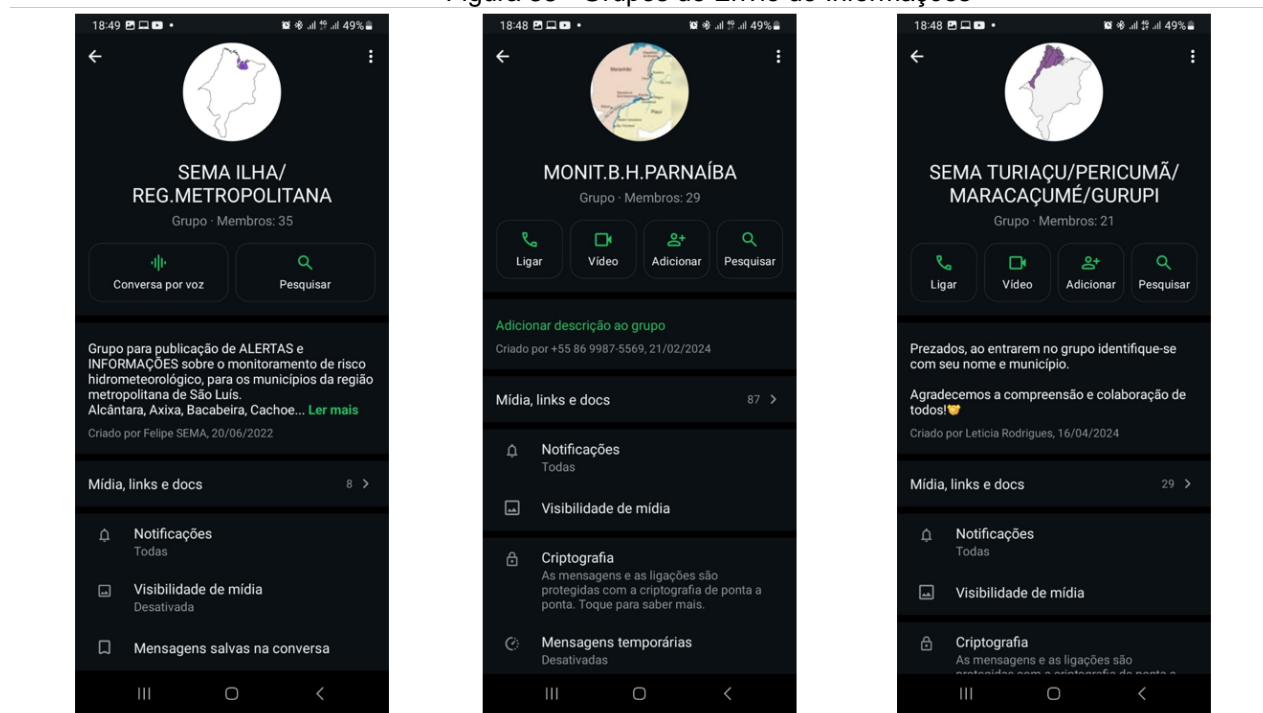 18:49
49%
SEMA ILHA/
REG.METROPOLITANA
Grupo · Membros: 35
Conversa por voz
Pesquisar
Grupo para publicação de ALERTAS e
INFORMAÇÕES sobre o monitoramento de risco
hidrometeorológico, para os municípios da região
metropolitana de São Luís.
Alcântara, Axixa, Bacabeira, Cachoe... Ler mais
Criado por Felipe SEMA, 20/06/2022
Mídia, links e docs 8
Notificações
Todas
Visibilidade de mídia
Desativada
Mensagens salvas na conversa
18:48
49%
Maranhão
Piauí
MONIT.B.H.PARNAÍBA
Grupo · Membros: 29
Ligar
Vídeo
Adicionar
Pesquisar
Adicionar descrição ao grupo
Criado por +55 86 9987-5569, 21/02/2024
Mídia, links e docs 87
Notificações
Todas
Visibilidade de mídia
Criptografia
As mensagens e as ligações são
protegidas com a criptografia de ponta a
ponta. Toque para saber mais.
Mensagens temporárias
Desativadas
18:48
49%
SEMA TURIAÇU/PERICUMÃ/
MARACAÇUMÉ/GURUPI
Grupo · Membros: 21
Ligar
Vídeo
Adicionar
Pesquisar
Prezados, ao entrarem no grupo identifique-se
com seu nome e município.
Agradecemos a compreensão e colaboração de
todos!🤝
Criado por Leticia Rodrigues, 16/04/2024
Mídia, links e docs 29
Notificações
Todas
Visibilidade de mídia
Criptografia
As mensagens e as ligações são